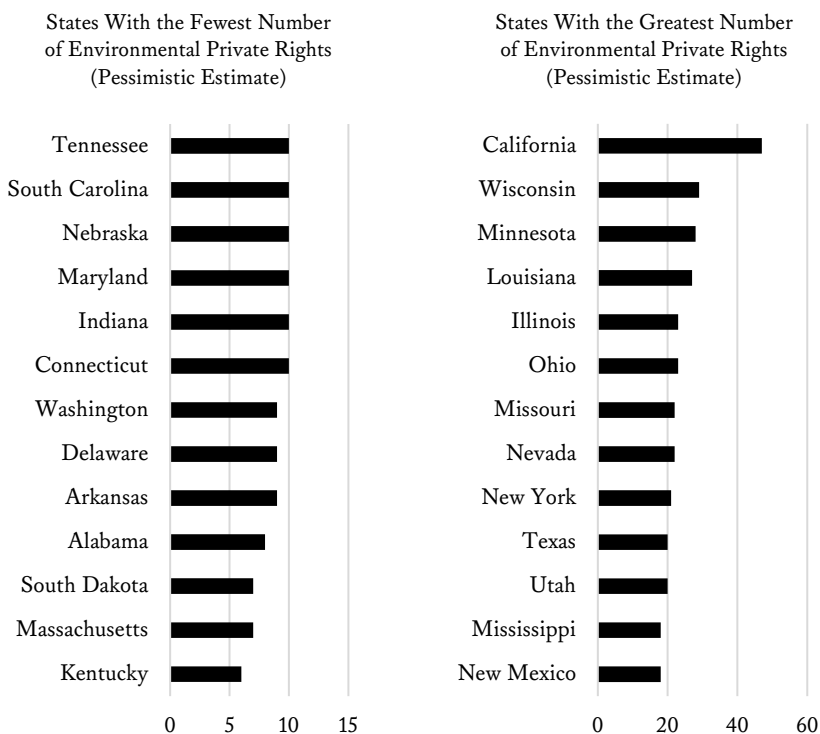 States With the Fewest Number
of Environmental Private Rights
(Pessimistic Estimate)
Tennessee
South Carolina
Nebraska
Maryland
Indiana
Connecticut
Washington
Delaware
Arkansas
Alabama
South Dakota
Massachusetts
Kentucky
0 5 10 15
States With the Greatest Number
of Environmental Private Rights
(Pessimistic Estimate)
California
Wisconsin
Minnesota
Louisiana
Illinois
Ohio
Missouri
Nevada
New York
Texas
Utah
Mississippi
New Mexico
0 20 40 60